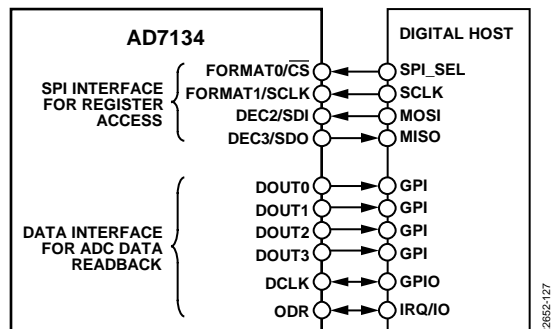 AD7134
DIGITAL HOST
SPI INTERFACE
FOR REGISTER
ACCESS
FORMAT0/CS
SPI_SEL
FORMAT1/SCLK
SCLK
DEC2/SDI
MOSI
DEC3/SDO
MISO
DATA INTERFACE
FOR ADC DATA
READBACK
DOUT0
GPI
DOUT1
GPI
DOUT2
GPI
DOUT3
GPI
DCLK
GPIO
ODR
IRQ/IO
2652-127